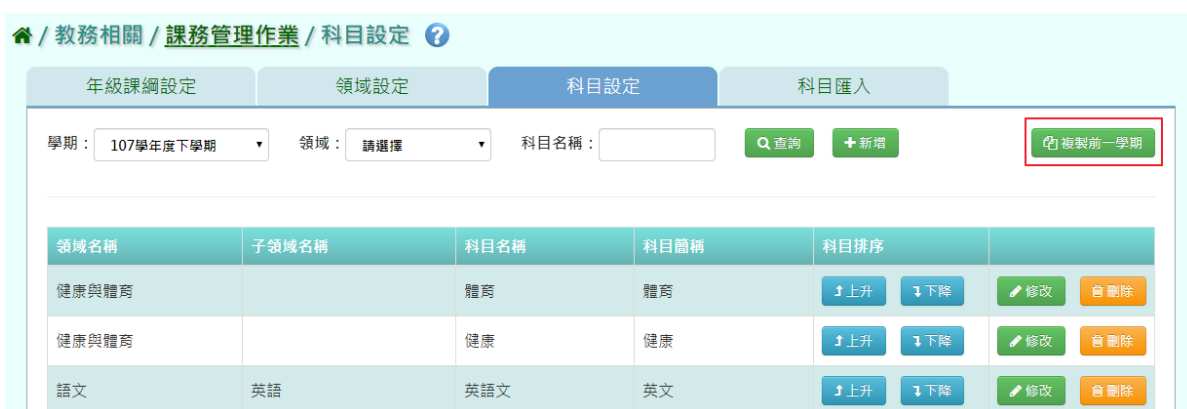 / 教務相關 / 課務管理作業 / 科目設定 ?
年級課綱設定 領域設定 科目設定 科目匯入
學期： 107學年度下學期 領域： 請選擇 科目名稱： 查詢 新增 複製前一學期
領域名稱 子領域名稱 科目名稱 科目簡稱 科目排序
健康與體育 體育 體育 上升 下降 修改 刪除
健康與體育 健康 健康 上升 下降 修改 刪除
語文 英語 英語文 英文 上升 下降 修改 刪除